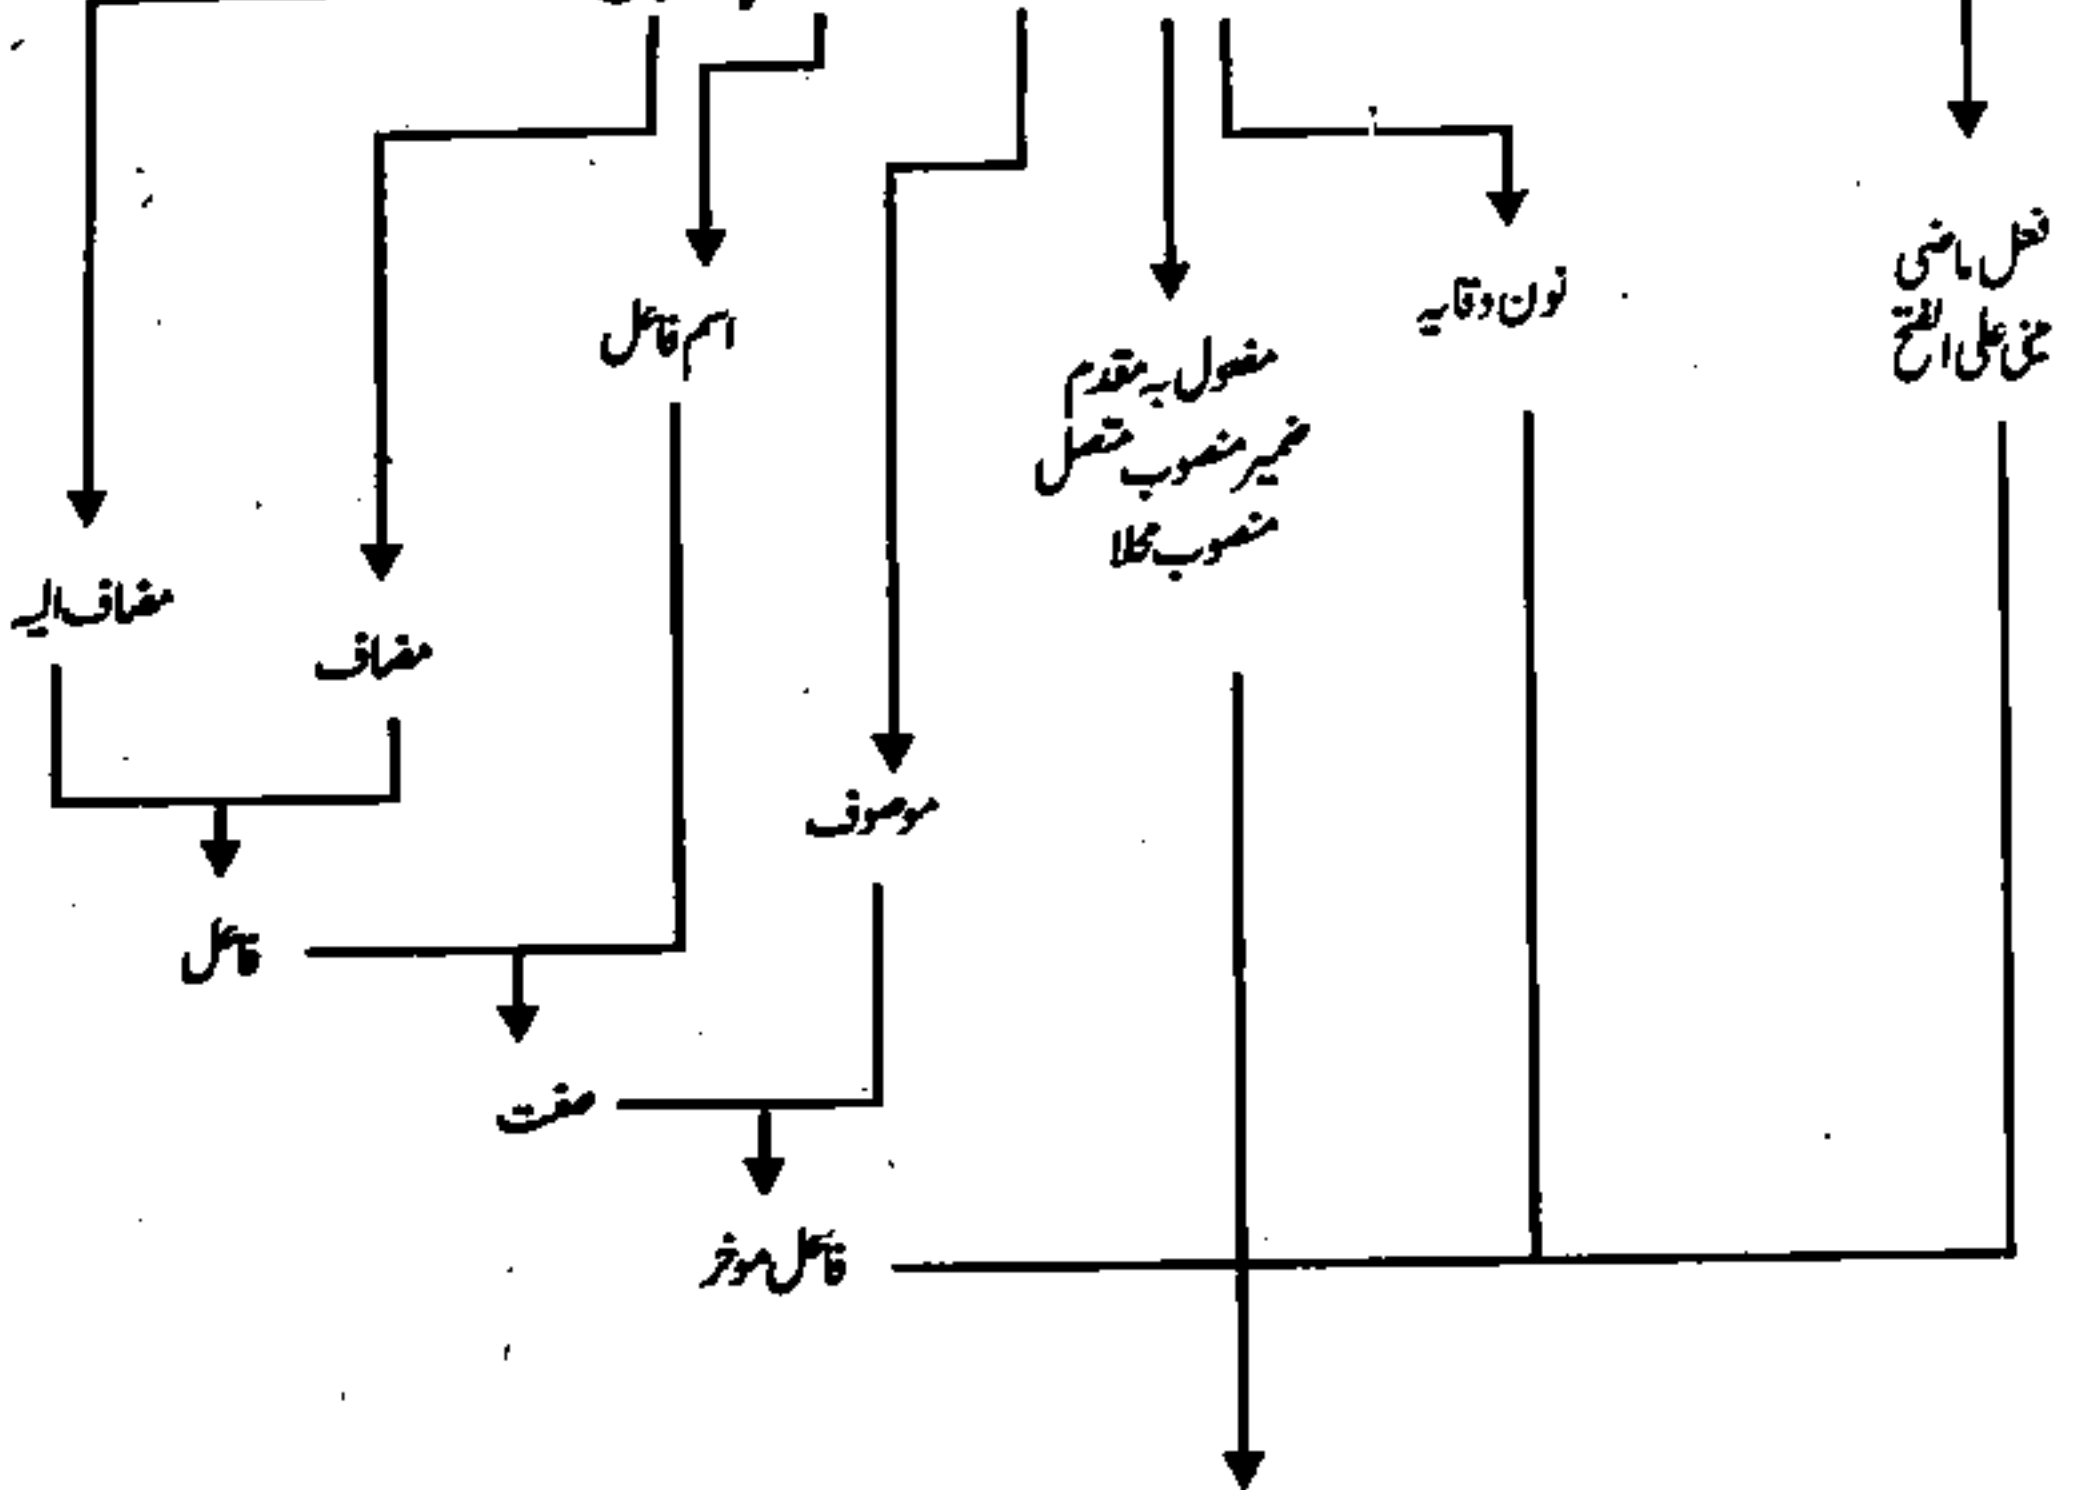 فعل ماضی
مبنی علی الفتح
نون وقایہ
مفعول بہ مقدم
ضمیر منصوب متصل
منصوب محلا
اسم فاعل
مضاف الیہ
مضاف
موصوف
فاعل
صفت
فاعل موخر